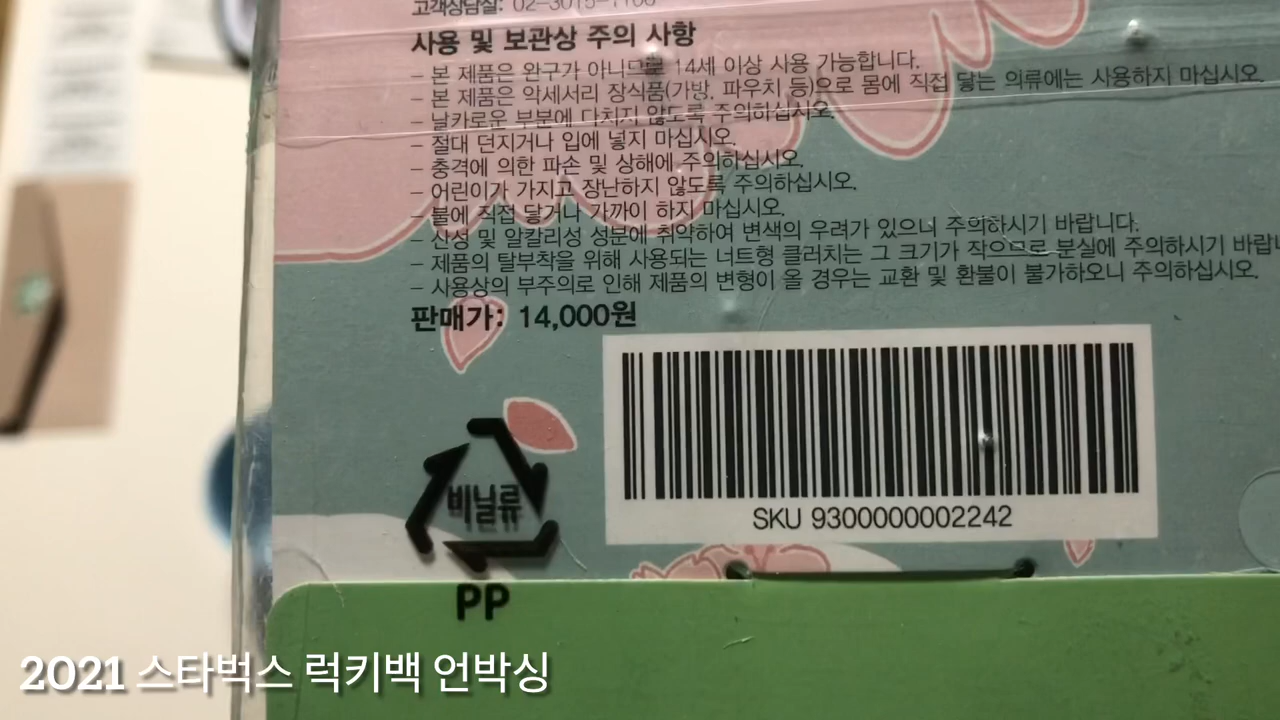 고객상담실: 02-3015-1100
사용 및 보관상 주의 사항
- 본 제품은 완구가 아니므로 14세 이상 사용 가능합니다.
- 본 제품은 악세서리 장식품(가방, 파우치 등)으로 몸에 직접 닿는 의류에는 사용하지 마십시오.
- 날카로운 부분에 다치지 않도록 주의하십시오.
- 절대 던지거나 입에 넣지 마십시오.
- 충격에 의한 파손 및 상해에 주의하십시오.
- 어린이가 가지고 장난하지 않도록 주의하십시오.
- 불에 직접 닿거나 가까이 하지 마십시오.
- 산성 및 알칼리성 성분에 취약하여 변색의 우려가 있으니 주의하시기 바랍니다.
- 제품의 탈부착을 위해 사용되는 너트형 클러치는 그 크기가 작으므로 분실에 주의하시기 바랍니
- 사용상의 부주의로 인해 제품의 변형이 올 경우는 교환 및 환불이 불가하오니 주의하십시오.
판매가: 14,000원
비닐류
PP
SKU 9300000002242
2021 스타벅스 럭키백 언박싱